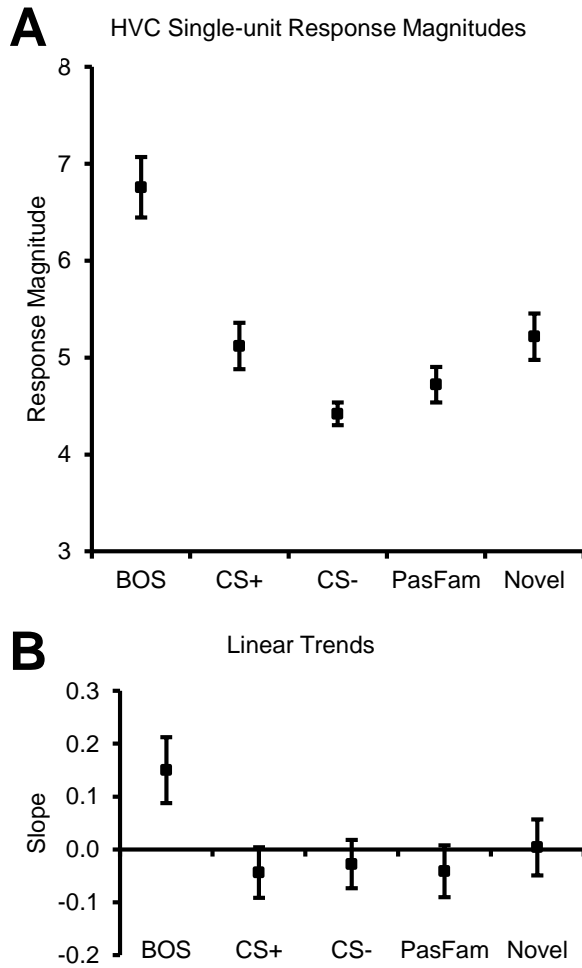 A
HVC Single-unit Response Magnitudes
8
7
6
5
4
3
Response Magnitude
BOS CS+ CS- PasFam Novel
B
Linear Trends
0.3
0.2
0.1
0.0
-0.1
-0.2
Slope
BOS CS+ CS- PasFam Novel